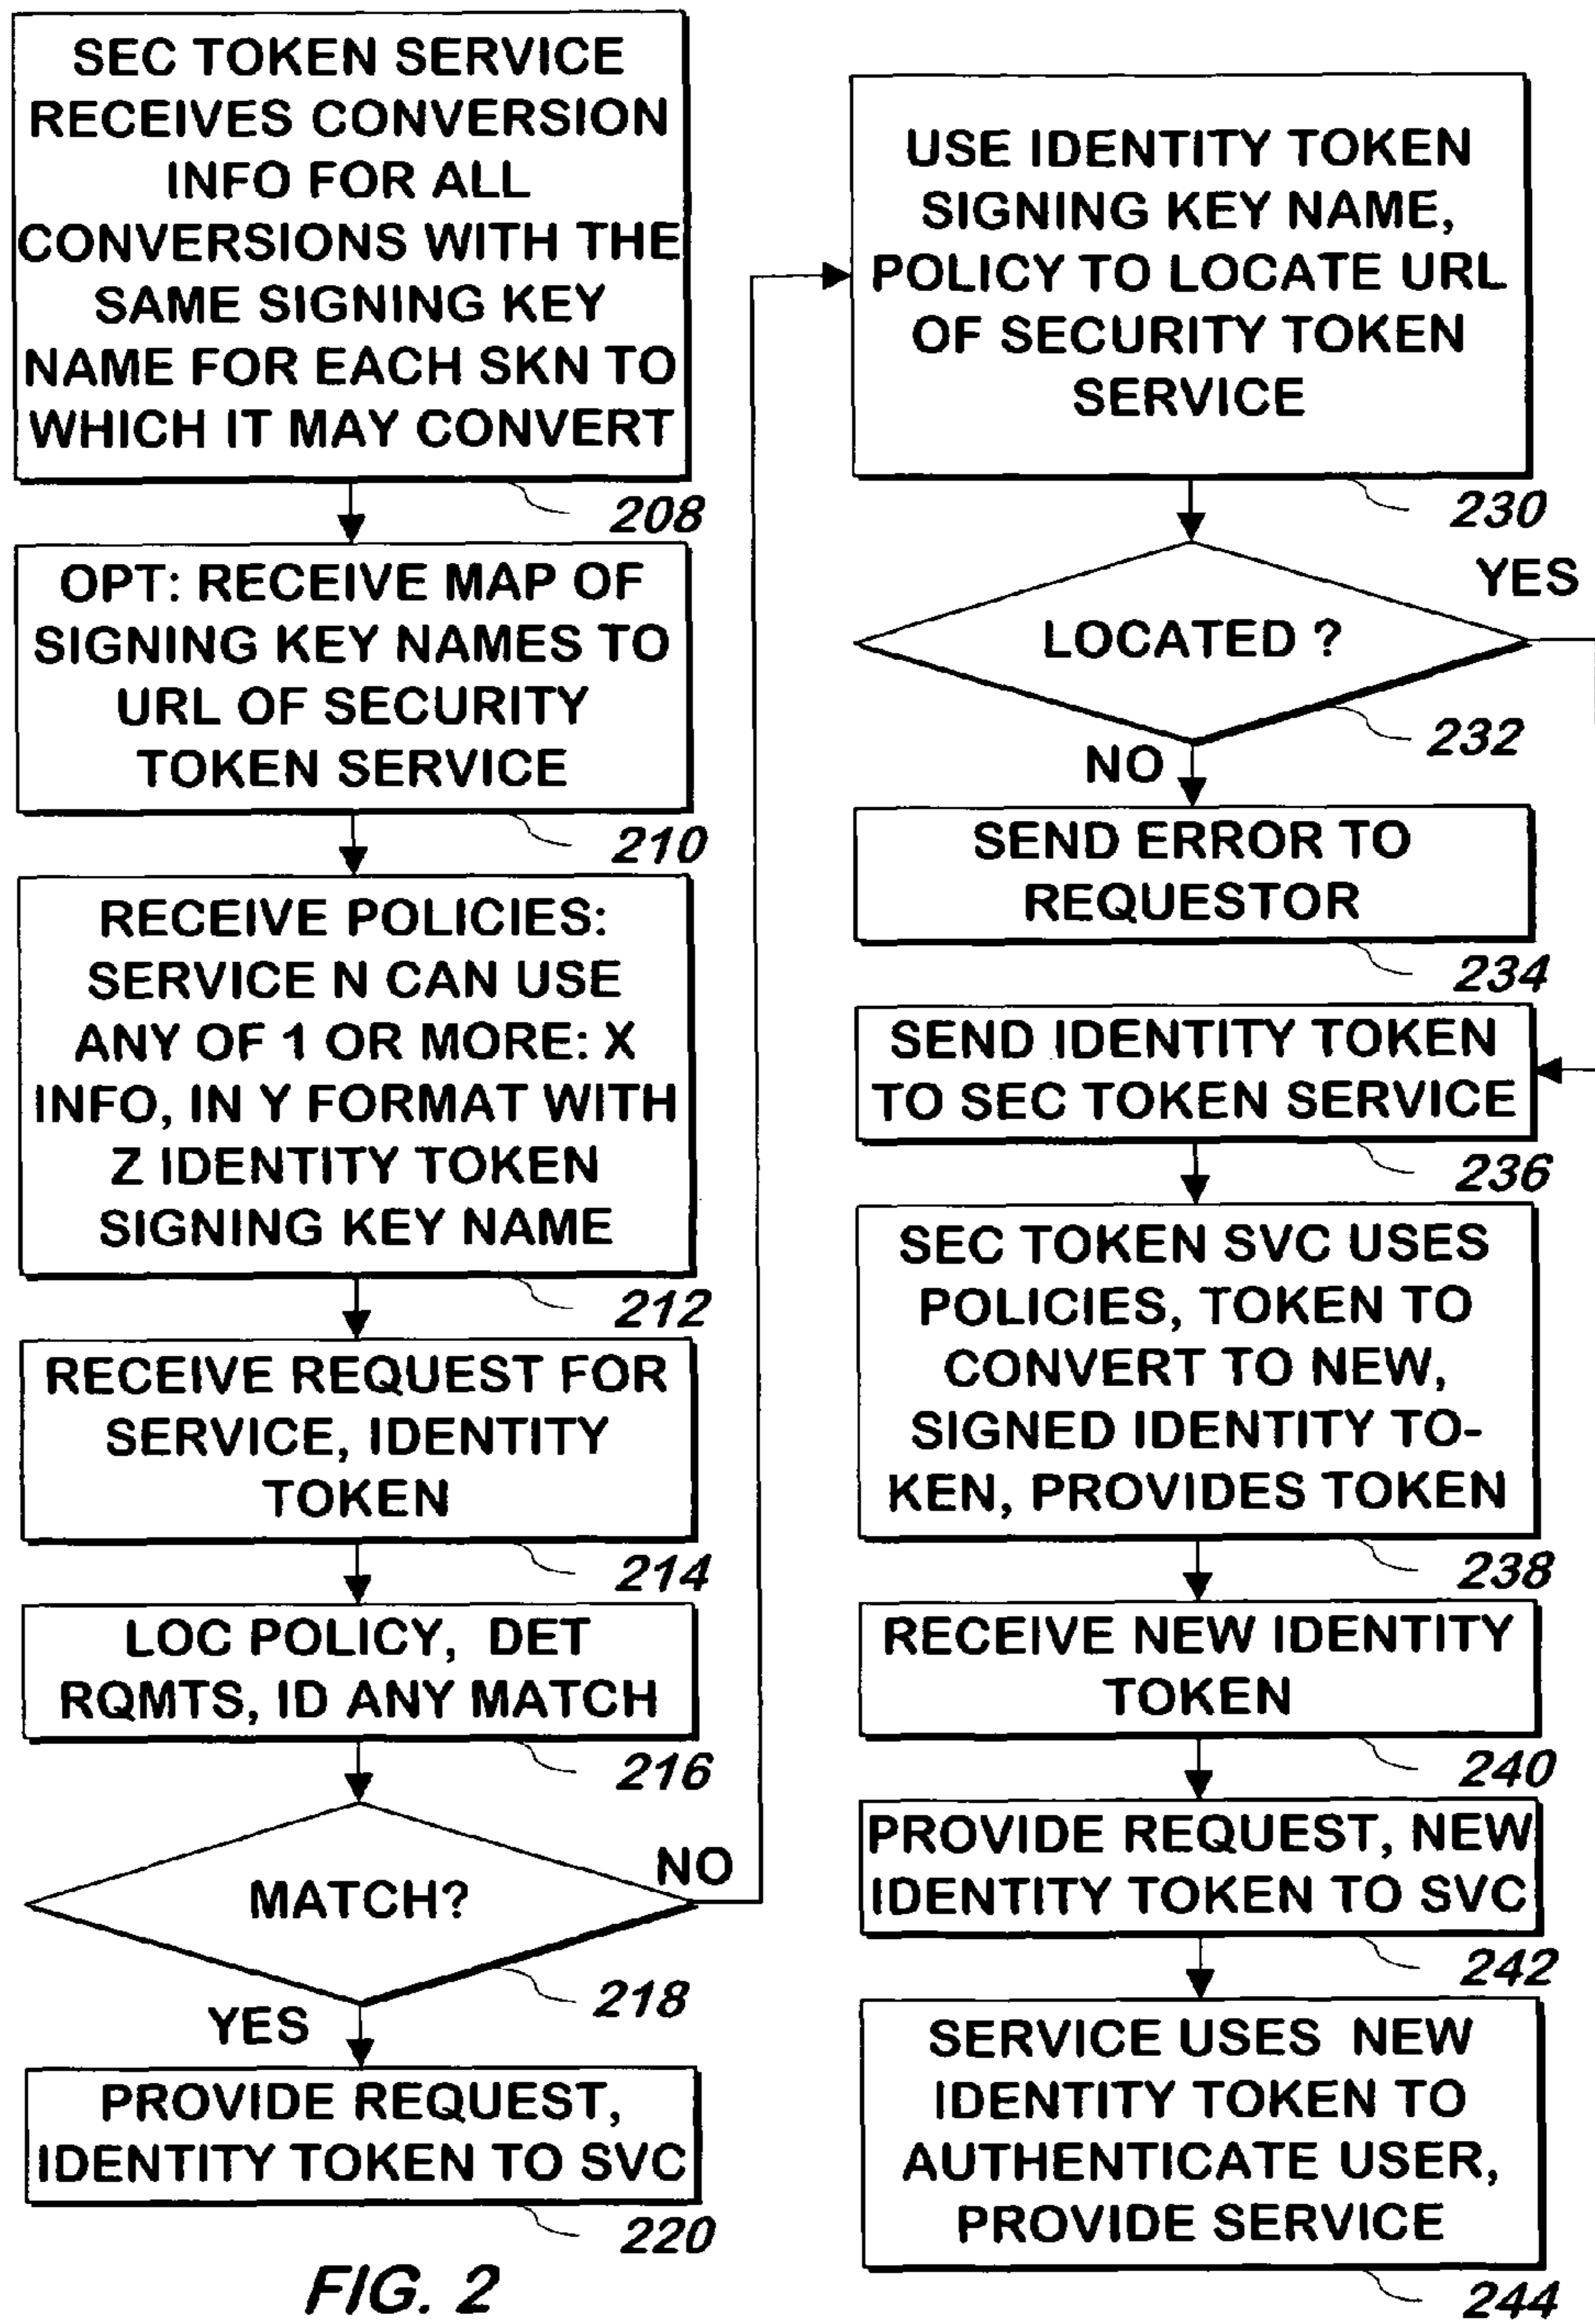 SEC TOKEN SERVICE
RECEIVES CONVERSION
INFO FOR ALL
CONVERSIONS WITH THE
SAME SIGNING KEY
NAME FOR EACH SKN TO
WHICH IT MAY CONVERT
208
OPT: RECEIVE MAP OF
SIGNING KEY NAMES TO
URL OF SECURITY
TOKEN SERVICE
210
RECEIVE POLICIES:
SERVICE N CAN USE
ANY OF 1 OR MORE: X
INFO, IN Y FORMAT WITH
Z IDENTITY TOKEN
SIGNING KEY NAME
212
RECEIVE REQUEST FOR
SERVICE, IDENTITY
TOKEN
214
LOC POLICY, DET
RQMTS, ID ANY MATCH
216
MATCH?
NO
218
YES
PROVIDE REQUEST,
IDENTITY TOKEN TO SVC
220
FIG. 2
USE IDENTITY TOKEN
SIGNING KEY NAME,
POLICY TO LOCATE URL
OF SECURITY TOKEN
SERVICE
230
YES
LOCATED ?
232
NO
SEND ERROR TO
REQUESTOR
234
SEND IDENTITY TOKEN
TO SEC TOKEN SERVICE
236
SEC TOKEN SVC USES
POLICIES, TOKEN TO
CONVERT TO NEW,
SIGNED IDENTITY TO-
KEN, PROVIDES TOKEN
238
RECEIVE NEW IDENTITY
TOKEN
240
PROVIDE REQUEST, NEW
IDENTITY TOKEN TO SVC
242
SERVICE USES NEW
IDENTITY TOKEN TO
AUTHENTICATE USER,
PROVIDE SERVICE
244